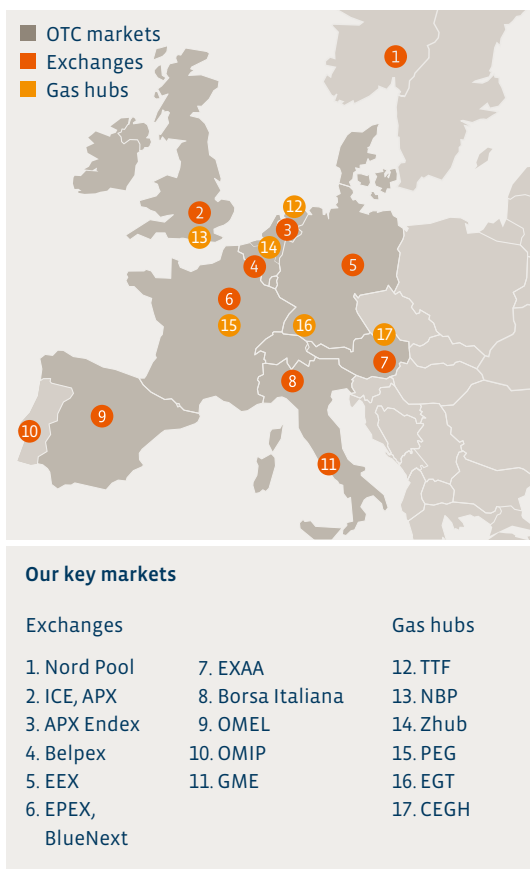 OTC markets
Exchanges
Gas hubs
1
2
13
12
3
14
4
5
6
15
16
17
7
8
9
10
11
Our key markets
Exchanges
1. Nord Pool
2. ICE, APX
3. APX Endex
4. Belpex
5. EEX
6. EPEX,
BlueNext
7. EXAA
8. Borsa Italiana
9. OMEL
10. OMIP
11. GME
Gas hubs
12. TTF
13. NBP
14. Zhub
15. PEG
16. EGT
17. CEGH